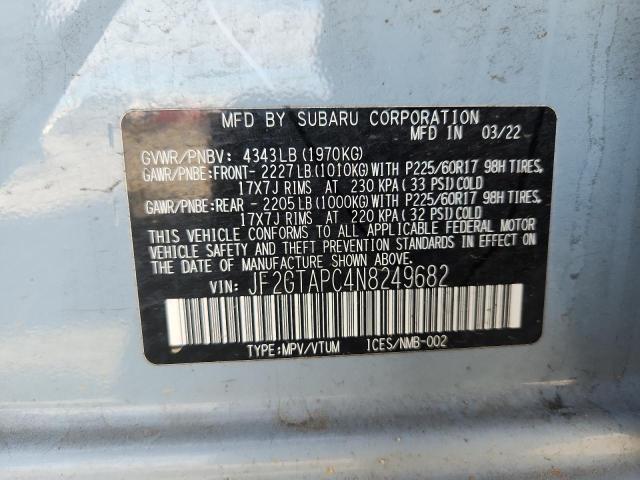 MFD BY SUBARU CORPORATION
MFD IN 03/22
GVWR/PNBV: 4343LB (1970KG)
GAWR/PNBE:FRONT- 2227LB (1010KG)WITH P225/60R17 98H TIRES,
17X7J RIMS AT 230 KPA ( 33 PSI) COLD
GAWR/PNBE:REAR - 2205LB (1000KG)WITH P225/60R17 98H TIRES,
17X7J RIMS AT 220 KPA ( 32 PSI) COLD
THIS VEHICLE CONFORMS TO ALL APPLICABLE FEDERAL MOTOR
VEHICLE SAFETY AND THEFT PREVENTION STANDARDS IN EFFECT ON
THE DATE OF MANUFACTURE SHOWN ABOVE.
VIN: JF2GTAPC4N8249682
TYPE:MPV/VTUM ICES/NMB-002